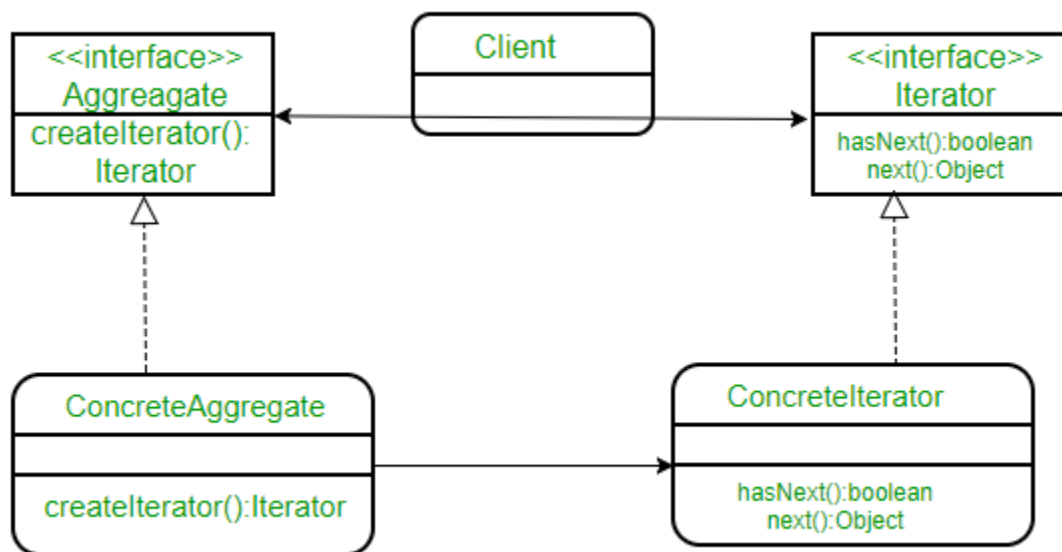 <<interface>>
Aggreagate
createIterator():
Iterator
Client
<<interface>>
Iterator
hasNext():boolean
next():Object
ConcreteAggregate
createIterator():Iterator
ConcreteIterator
hasNext():boolean
next():Object